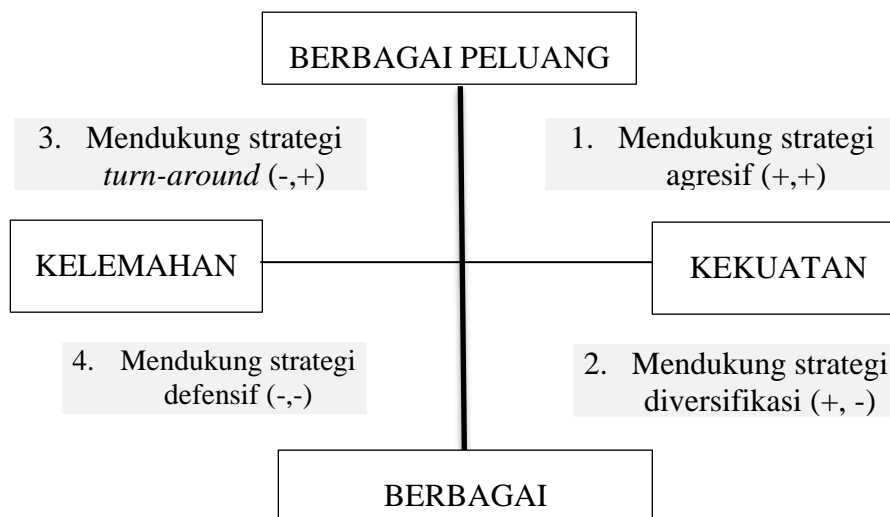 BERBAGAI PELUANG
3. Mendukung strategi
turn-around (-,+)
1. Mendukung strategi
agresif (+,+)
KELEMAHAN
KEKUATAN
4. Mendukung strategi
defensif (-,-)
2. Mendukung strategi
diversifikasi (+, -)
BERBAGAI